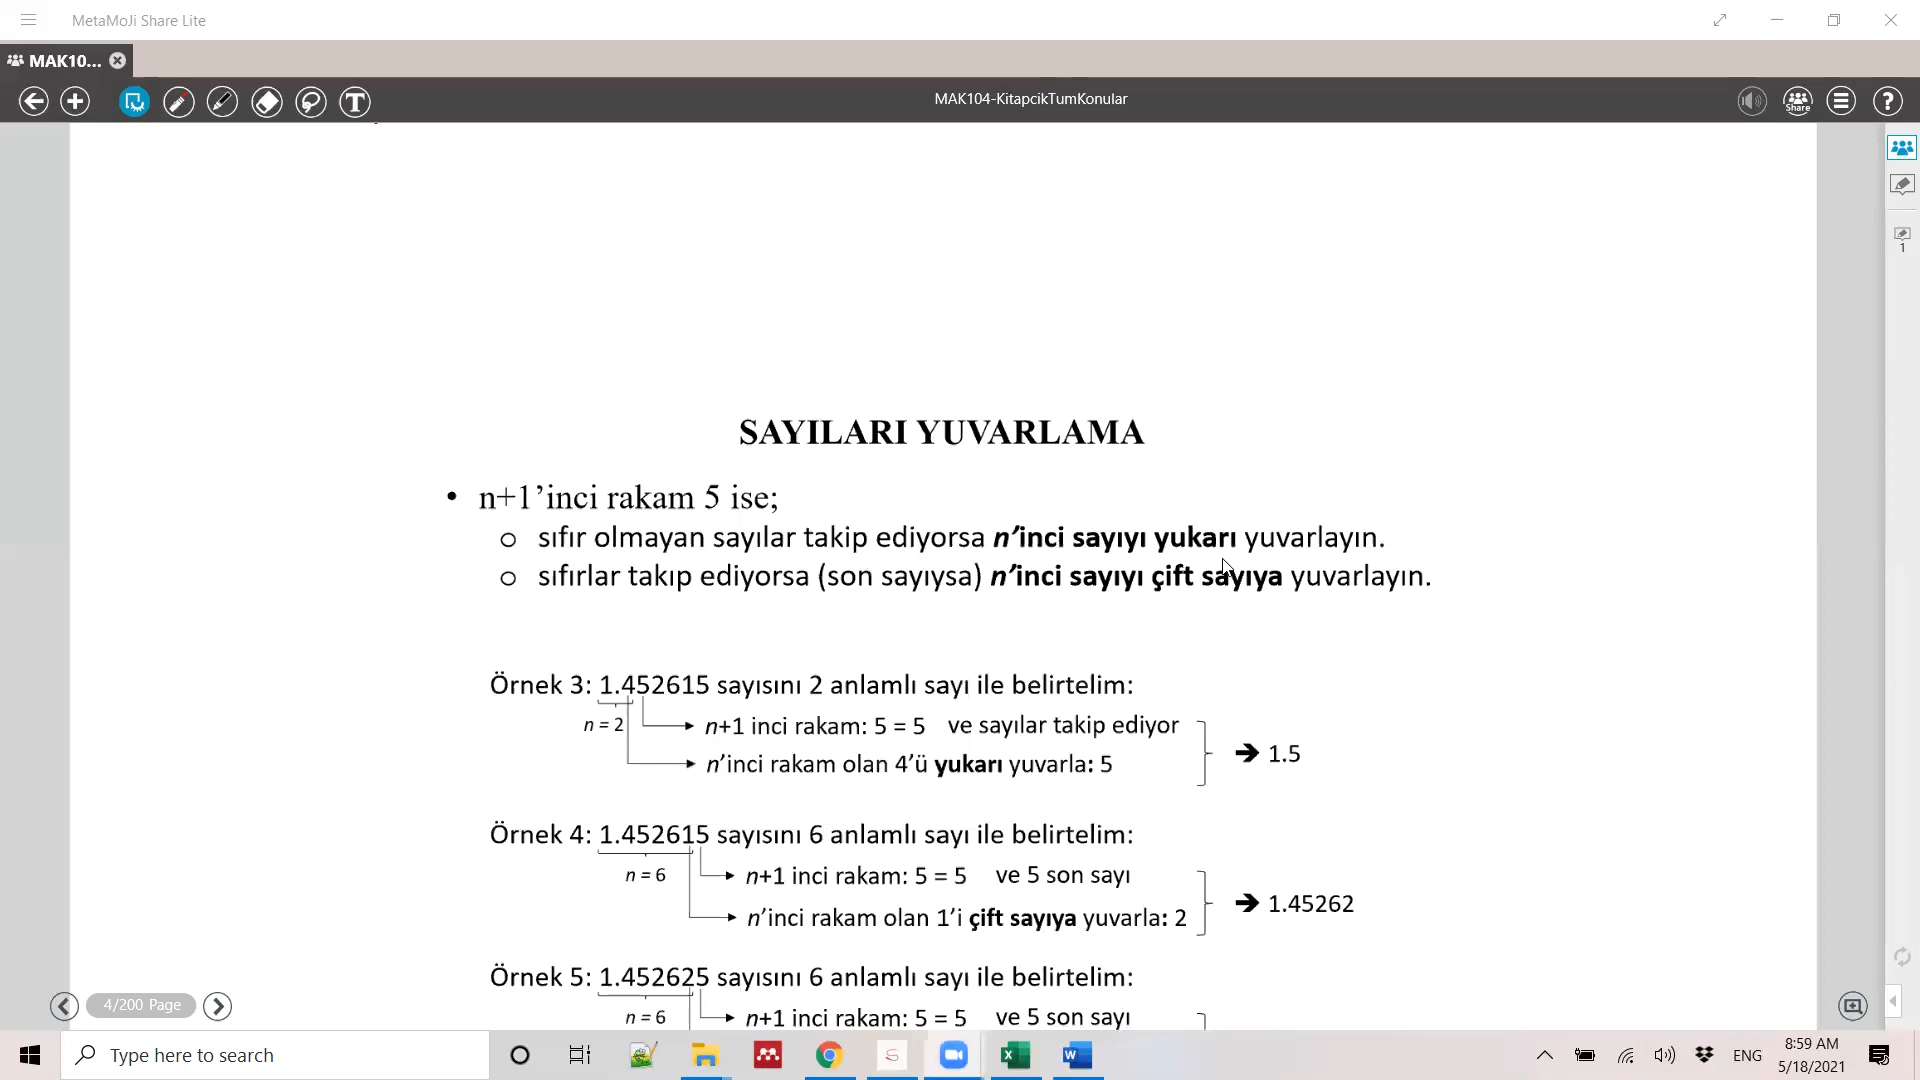 MetaMoJi Share Lite
MAK10...
MAK104-KitapcikTumKonular
Share
T
?
1
SAYILARI YUVARLAMA
• n+1’inci rakam 5 ise;
o sıfır olmayan sayılar takip ediyorsa n’inci sayıyı yukarı yuvarlayın.
o sıfırlar takıp ediyorsa (son sayıysa) n’inci sayıyı çift sayıya yuvarlayın.
Örnek 3: 1.452615 sayısını 2 anlamlı sayı ile belirtelim:
n = 2
n+1 inci rakam: 5 = 5 ve sayılar takip ediyor
n’inci rakam olan 4’ü yukarı yuvarla: 5
➔ 1.5
Örnek 4: 1.452615 sayısını 6 anlamlı sayı ile belirtelim:
n = 6
n+1 inci rakam: 5 = 5 ve 5 son sayı
n’inci rakam olan 1’i çift sayıya yuvarla: 2
➔ 1.45262
Örnek 5: 1.452625 sayısını 6 anlamlı sayı ile belirtelim:
n = 6
n+1 inci rakam: 5 = 5 ve 5 son sayı
4/200 Page
Type here to search
S
W
ENG
8:59 AM
5/18/2021